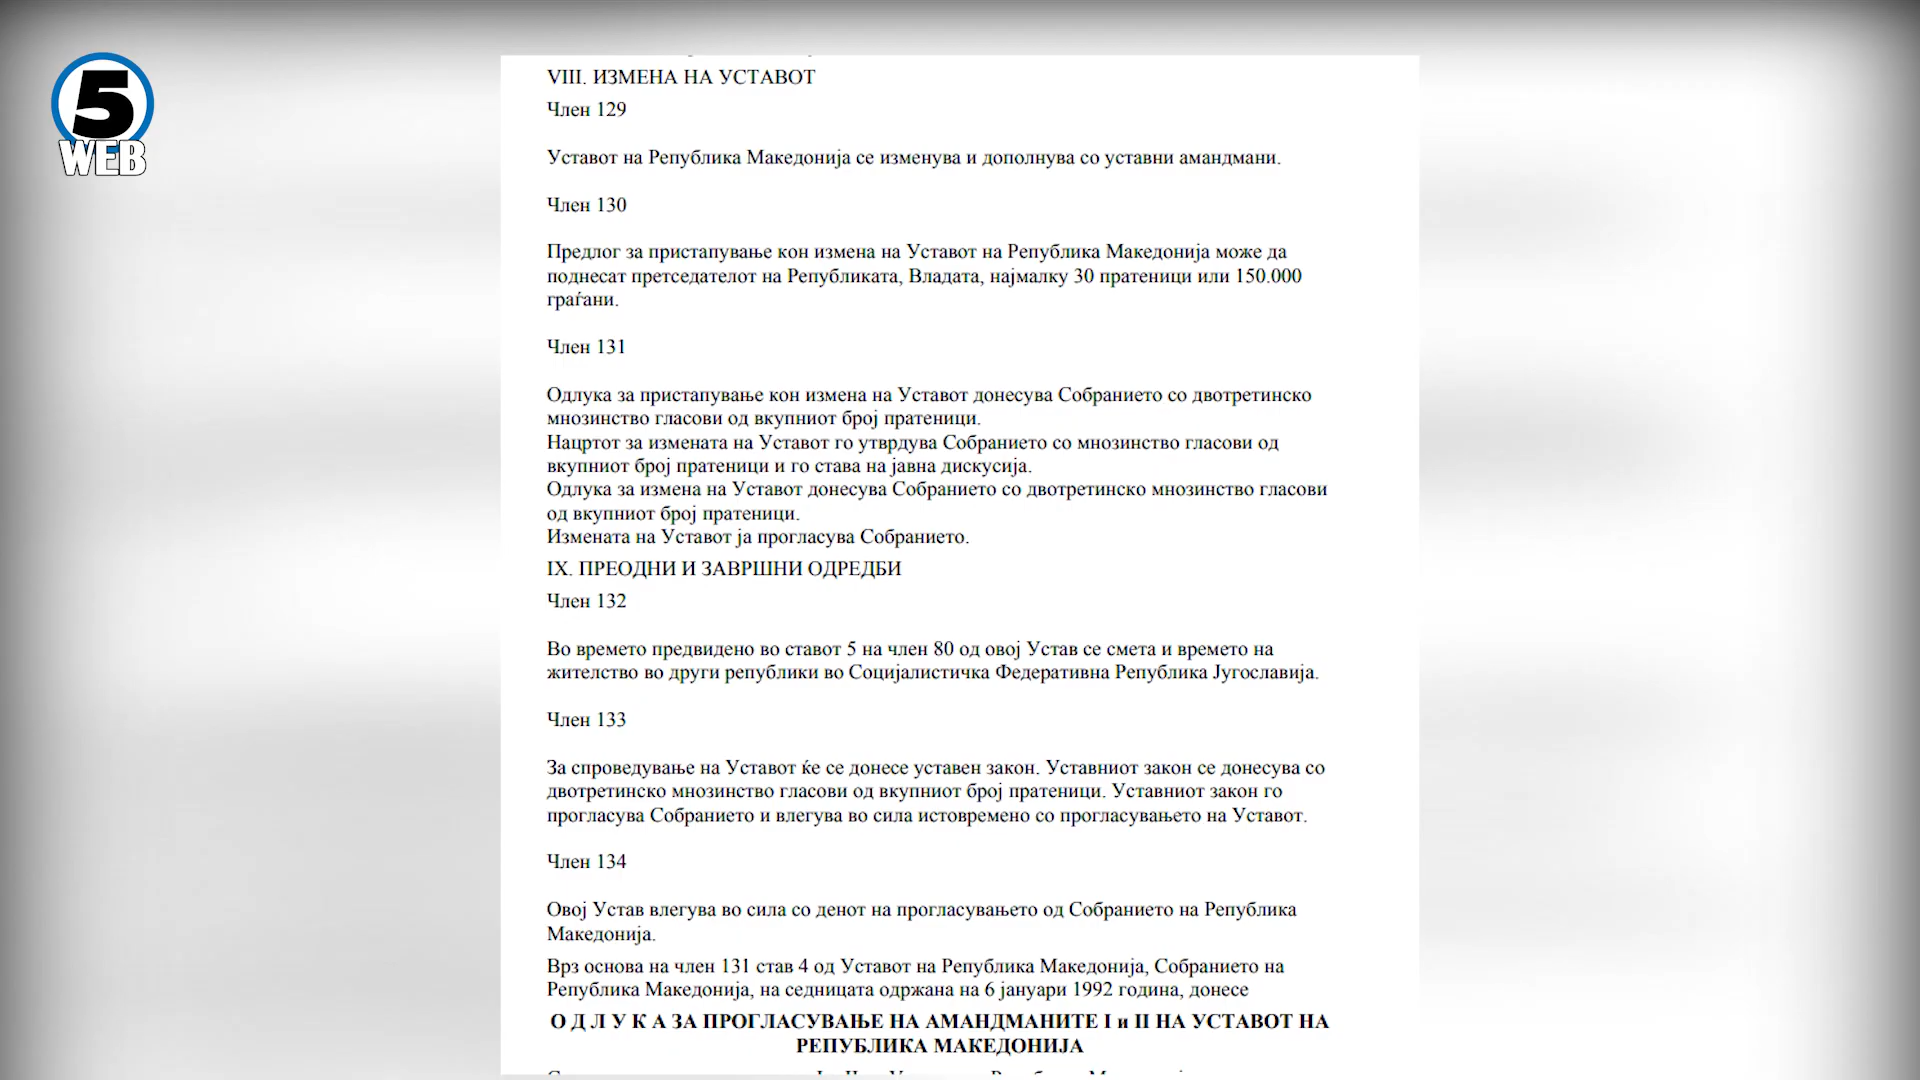 5
WEB
VIII. ИЗМЕНА НА УСТАВОТ
Член 129
Уставот на Република Македонија се изменува и дополнува со уставни амандмани.
Член 130
Предлог за пристапување кон измена на Уставот на Република Македонија може да
поднесат претседателот на Републиката, Владата, најмалку 30 пратеници или 150.000
граѓани.
Член 131
Одлука за пристапување кон измена на Уставот донесува Собранието со двотретинско
мнозинство гласови од вкупниот број пратеници.
Нацртот за измената на Уставот го утврдува Собранието со мнозинство гласови од
вкупниот број пратеници и го става на јавна дискусија.
Одлука за измена на Уставот донесува Собранието со двотретинско мнозинство гласови
од вкупниот број пратеници.
Измената на Уставот ја прогласува Собранието.
IX. ПРЕОДНИ И ЗАВРШНИ ОДРЕДБИ
Член 132
Во времето предвидено во ставот 5 на член 80 од овој Устав се смета и времето на
жителство во други републики во Социјалистичка Федеративна Република Југославија.
Член 133
За спроведување на Уставот ќе се донесе уставен закон. Уставниот закон се донесува со
двотретинско мнозинство гласови од вкупниот број пратеници. Уставниот закон го
прогласува Собранието и влегува во сила истовремено со прогласувањето на Уставот.
Член 134
Овој Устав влегува во сила со денот на прогласувањето од Собранието на Република
Македонија.
Врз основа на член 131 став 4 од Уставот на Република Македонија, Собранието на
Република Македонија, на седницата одржана на 6 јануари 1992 година, донесе
О Д Л У К А ЗА ПРОГЛАСУВАЊЕ НА АМАНДМАНИТЕ I и II НА УСТАВОТ НА
РЕПУБЛИКА МАКЕДОНИЈА